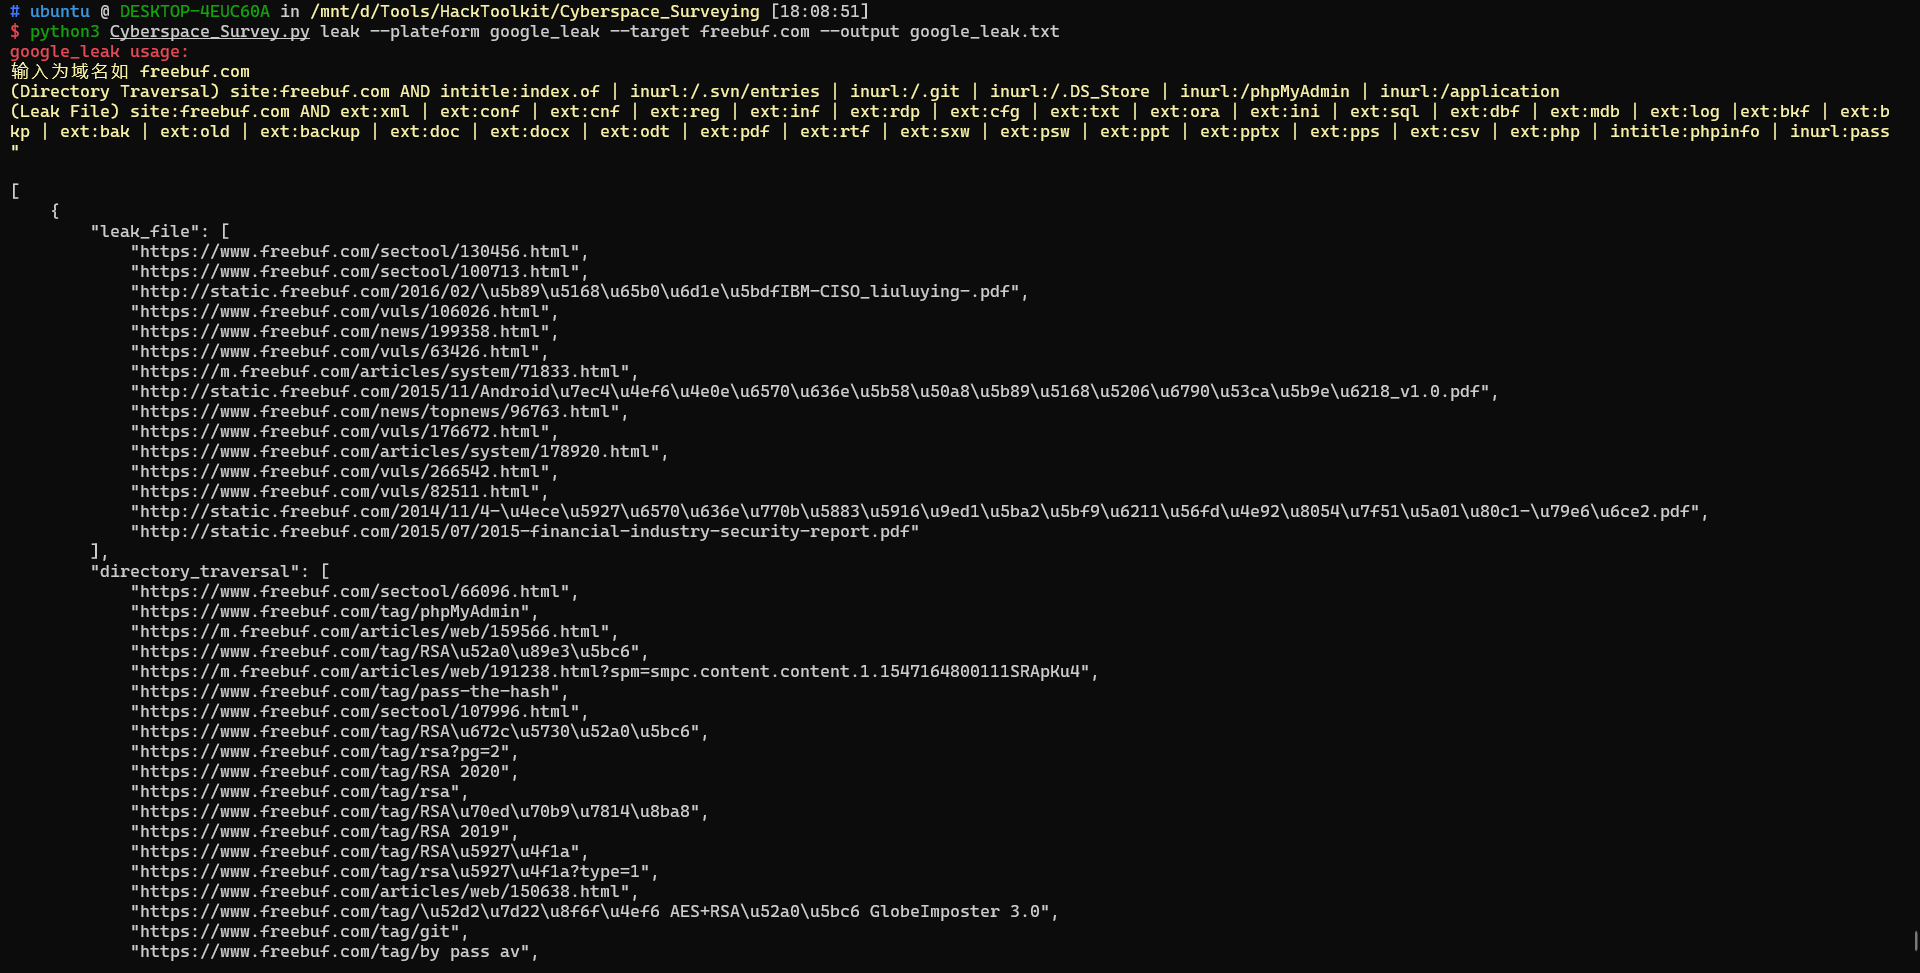 # ubuntu @ DESKTOP-4EUC60A in /mnt/d/Tools/HackToolkit/Cyberspace_Surveying [18:08:51]
$ python3 Cyberspace_Survey.py leak --plateform google_leak --target freebuf.com --output google_leak.txt
google_leak usage:
输入为域名如 freebuf.com
(Directory Traversal) site:freebuf.com AND intitle:index.of | inurl:/.svn/entries | inurl:/.git | inurl:/.DS_Store | inurl:/phpMyAdmin | inurl:/application
(Leak File) site:freebuf.com AND ext:xml | ext:conf | ext:cnf | ext:reg | ext:inf | ext:rdp | ext:cfg | ext:txt | ext:ora | ext:ini | ext:sql | ext:dbf | ext:mdb | ext:log |ext:bkf | ext:b
kp | ext:bak | ext:old | ext:backup | ext:doc | ext:docx | ext:odt | ext:pdf | ext:rtf | ext:sxw | ext:psw | ext:ppt | ext:pptx | ext:pps | ext:csv | ext:php | intitle:phpinfo | inurl:pass
"
[
{
"leak_file": [
"https://www.freebuf.com/sectool/130456.html",
"https://www.freebuf.com/sectool/100713.html",
"http://static.freebuf.com/2016/02/\u5b89\u5168\u65b0\u6d1e\u5bdfIBM-CISO_liuluying-.pdf",
"https://www.freebuf.com/vuls/106026.html",
"https://www.freebuf.com/news/199358.html",
"https://www.freebuf.com/vuls/63426.html",
"https://m.freebuf.com/articles/system/71833.html",
"http://static.freebuf.com/2015/11/Android\u7ec4\u4ef6\u4e0e\u6570\u636e\u5b58\u50a8\u5b89\u5168\u5206\u6790\u53ca\u5b9e\u6218_v1.0.pdf",
"https://www.freebuf.com/news/topnews/96763.html",
"https://www.freebuf.com/vuls/176672.html",
"https://www.freebuf.com/articles/system/178920.html",
"https://www.freebuf.com/vuls/266542.html",
"https://www.freebuf.com/vuls/82511.html",
"http://static.freebuf.com/2014/11/4-\u4ece\u5927\u6570\u636e\u770b\u5883\u5916\u9ed1\u5ba2\u5bf9\u6211\u56fd\u4e92\u8054\u7f51\u5a01\u80c1-\u79e6\u6ce2.pdf",
"http://static.freebuf.com/2015/07/2015-financial-industry-security-report.pdf"
],
"directory_traversal": [
"https://www.freebuf.com/sectool/66096.html",
"https://www.freebuf.com/tag/phpMyAdmin",
"https://m.freebuf.com/articles/web/159566.html",
"https://www.freebuf.com/tag/RSA\u52a0\u89e3\u5bc6",
"https://m.freebuf.com/articles/web/191238.html?spm=smpc.content.content.1.1547164800111SRApKu4",
"https://www.freebuf.com/tag/pass-the-hash",
"https://www.freebuf.com/sectool/107996.html",
"https://www.freebuf.com/tag/RSA\u672c\u5730\u52a0\u5bc6",
"https://www.freebuf.com/tag/rsa?pg=2",
"https://www.freebuf.com/tag/RSA 2020",
"https://www.freebuf.com/tag/rsa",
"https://www.freebuf.com/tag/RSA\u70ed\u70b9\u7814\u8ba8",
"https://www.freebuf.com/tag/RSA 2019",
"https://www.freebuf.com/tag/RSA\u5927\u4f1a",
"https://www.freebuf.com/tag/rsa\u5927\u4f1a?type=1",
"https://www.freebuf.com/articles/web/150638.html",
"https://www.freebuf.com/tag/\u52d2\u7d22\u8f6f\u4ef6 AES+RSA\u52a0\u5bc6 GlobeImposter 3.0",
"https://www.freebuf.com/tag/git",
"https://www.freebuf.com/tag/by pass av",